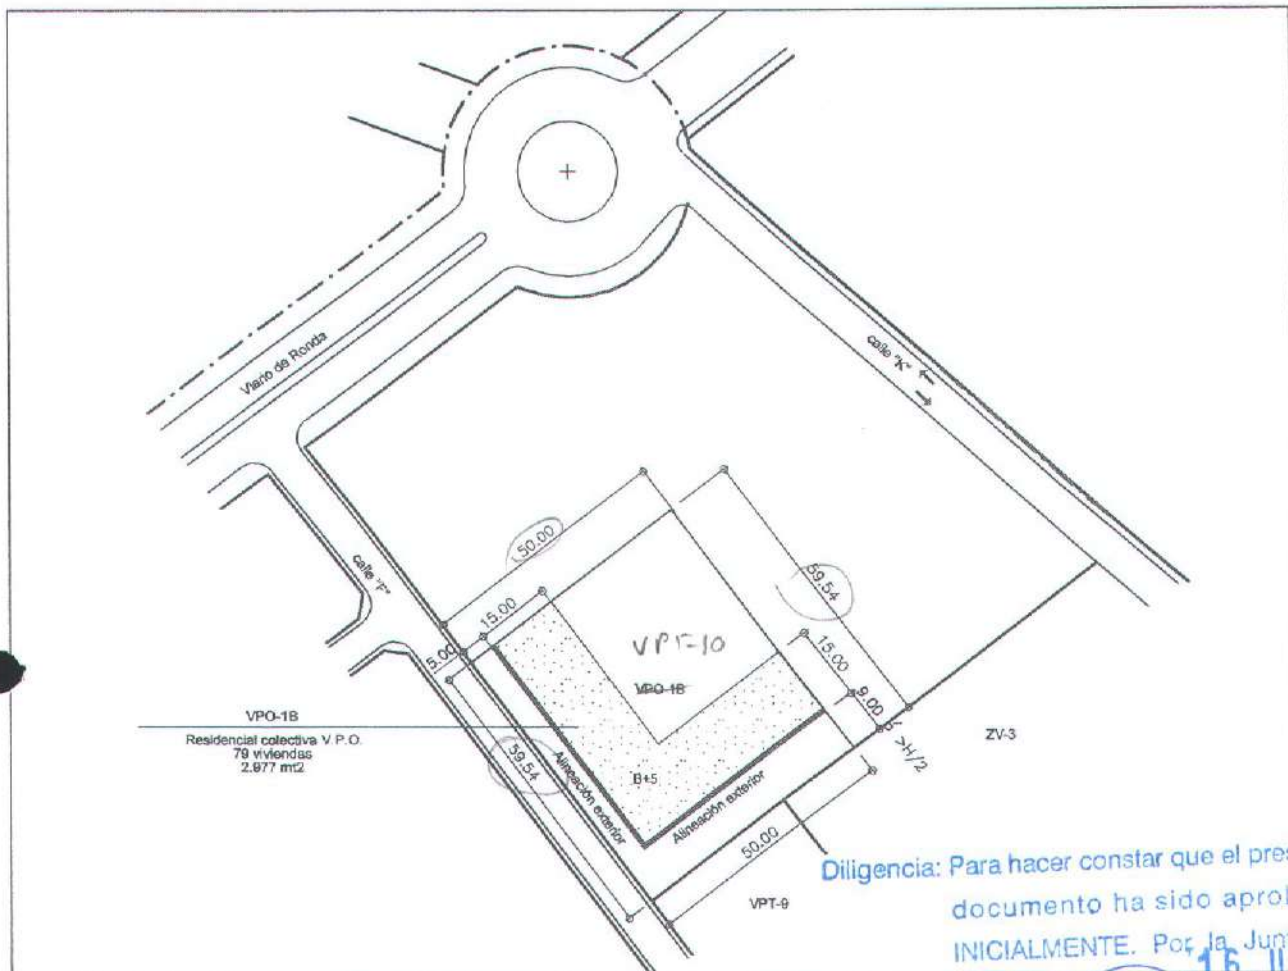 Viario de Ronda
calle "K"
calle "F"
50.00
15.00
5.00
59.54
15.00
9.00
>H/2
VPT-10
VPO-1B
VPO-1B
Residencial colectiva V.P.O.
79 viviendas
2.977 mt2
ZV-3
59.54
Alineación exterior
B+5
Alineación exterior
50.00
VPT-9
Diligencia: Para hacer constar que el pres
documento ha sido aprob
INICIALMENTE. Por la Jun
16